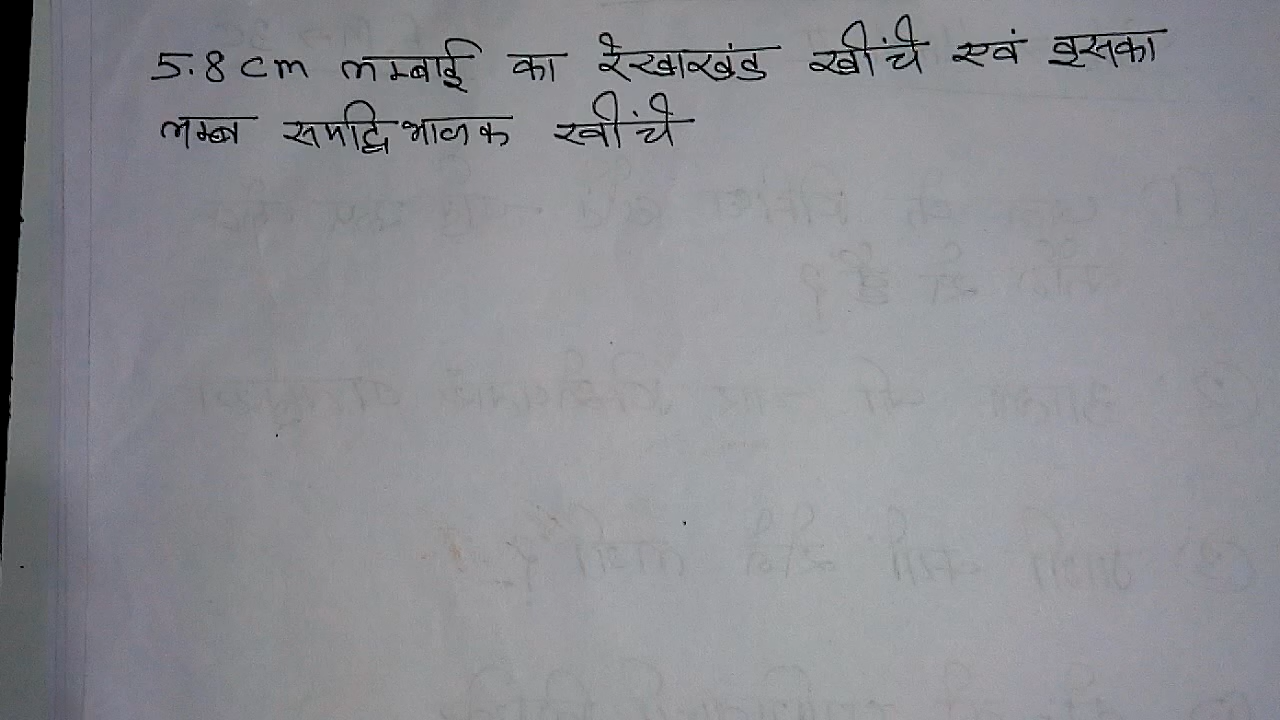 5.8 cm लम्बाई का रेखाखंड खींचे एवं इसका
लम्ब समद्विभाजक खींचे